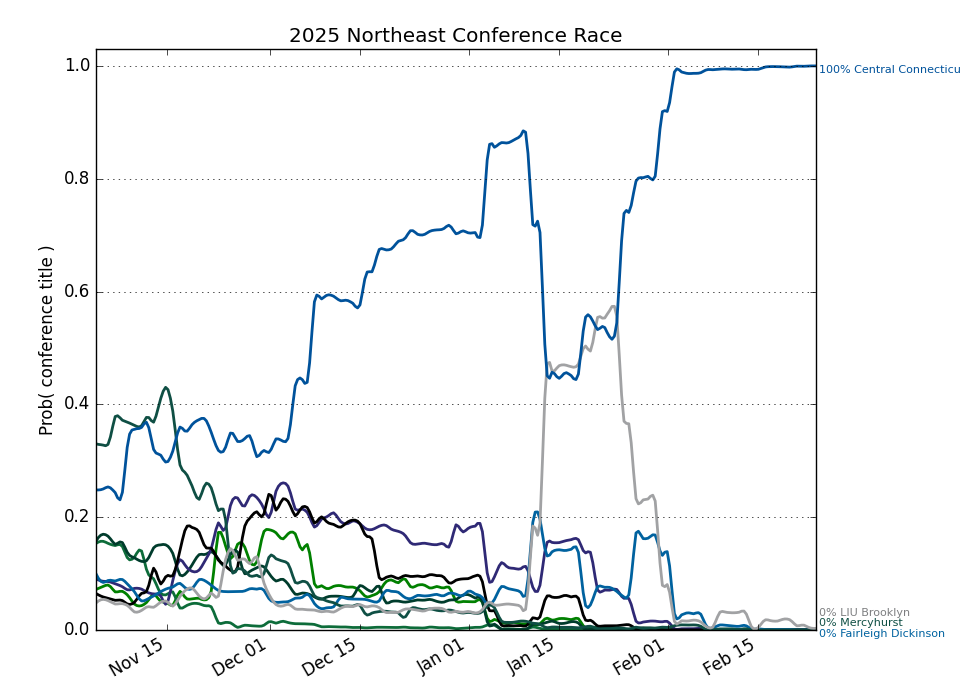 2025 Northeast Conference Race
Prob( conference title )
1.0
0.8
0.6
0.4
0.2
0.0
Nov 15
Dec 01
Dec 15
Jan 01
Jan 15
Feb 01
Feb 15
100% Central Connecticu
0% LIU Brooklyn
0% Mercyhurst
0% Fairleigh Dickinson